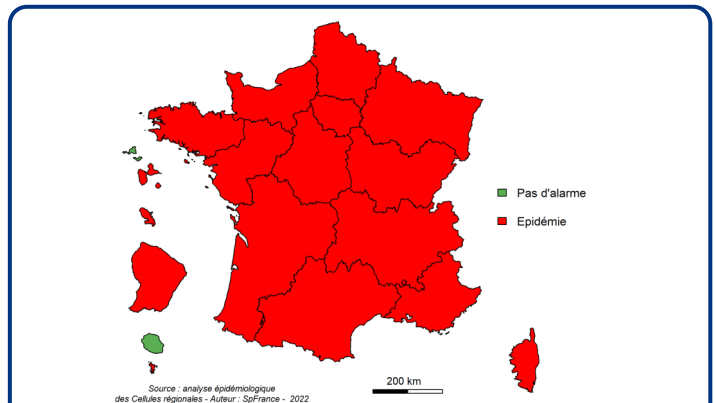 Pas d'alarme
Epidémie
200 km
Source : analyse épidémiologique
des Cellules régionales - Auteur : SpFrance - 2022